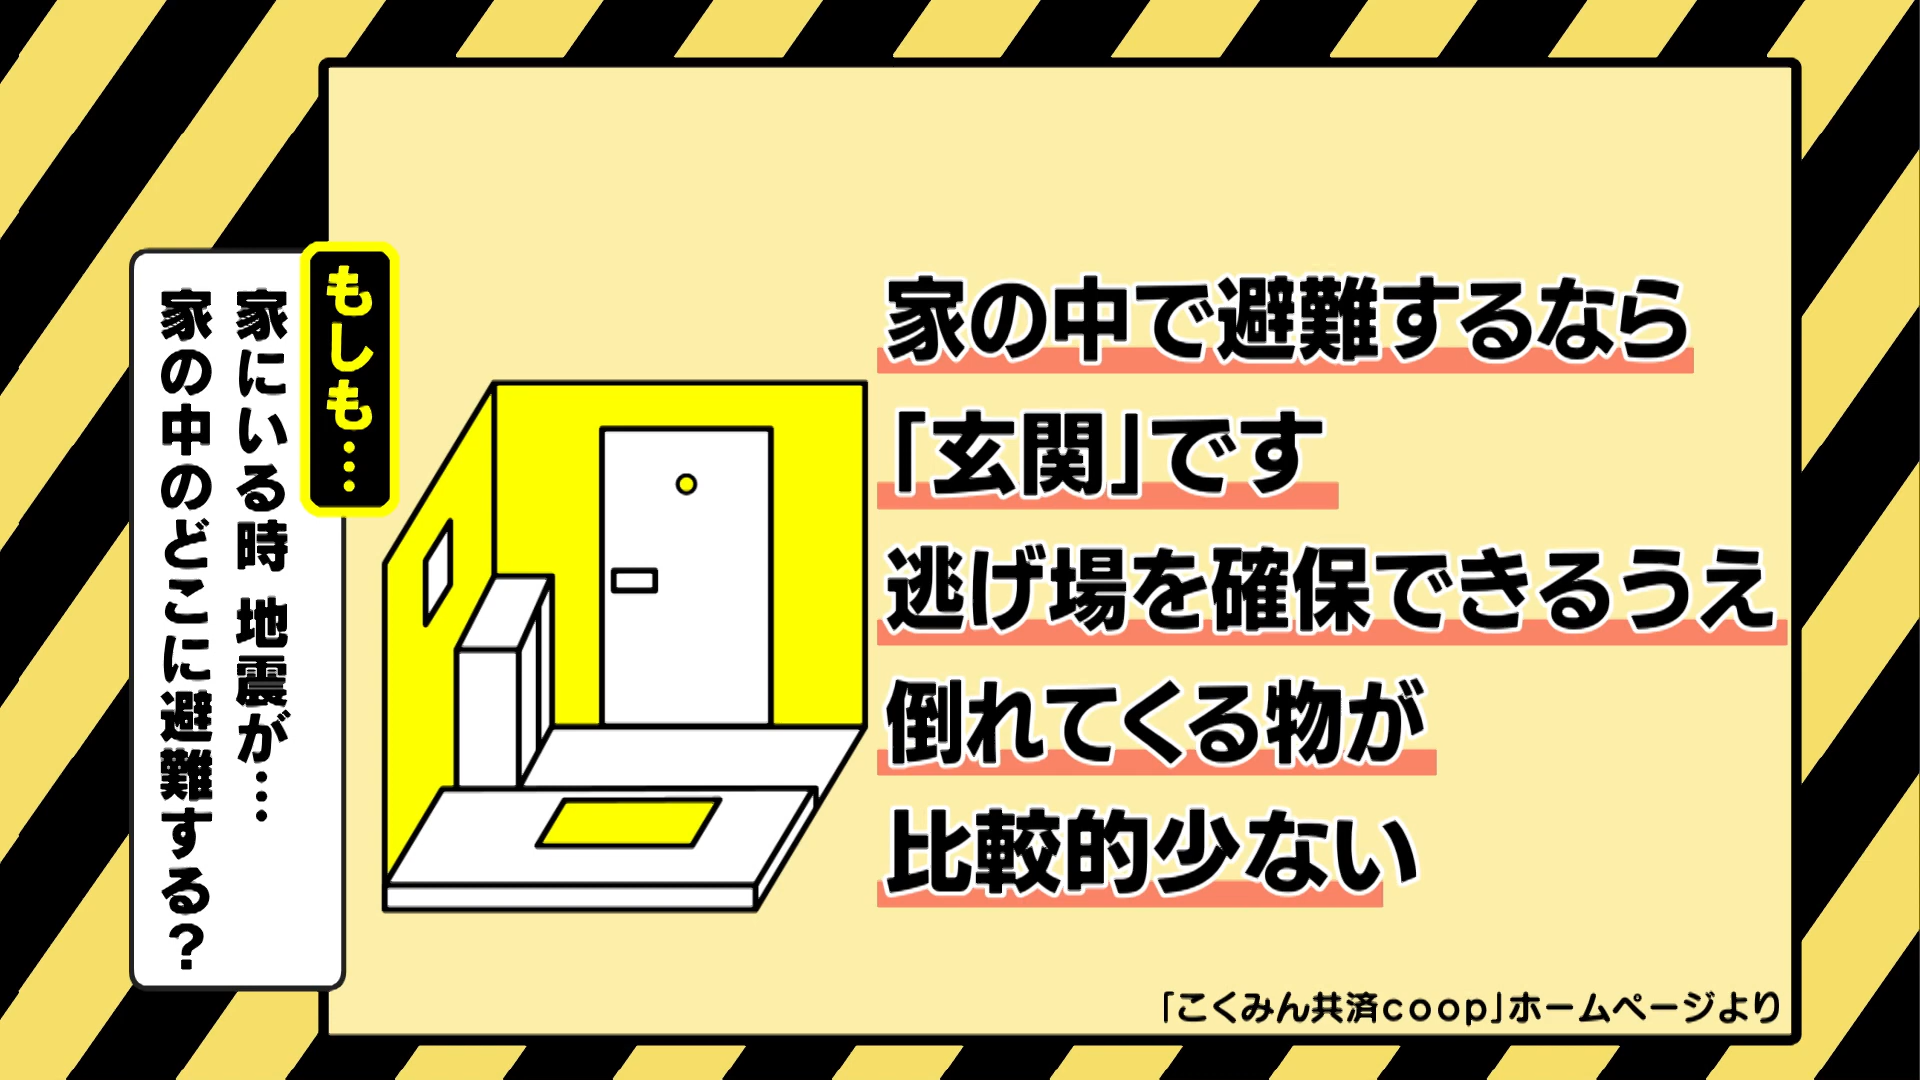 もしも…
家にいる時 地震が…
家の中のどこに避難する?
家の中で避難するなら
「玄関」です
逃げ場を確保できるうえ
倒れてくる物が
比較的少ない
「こくみん共済coop」ホームページより